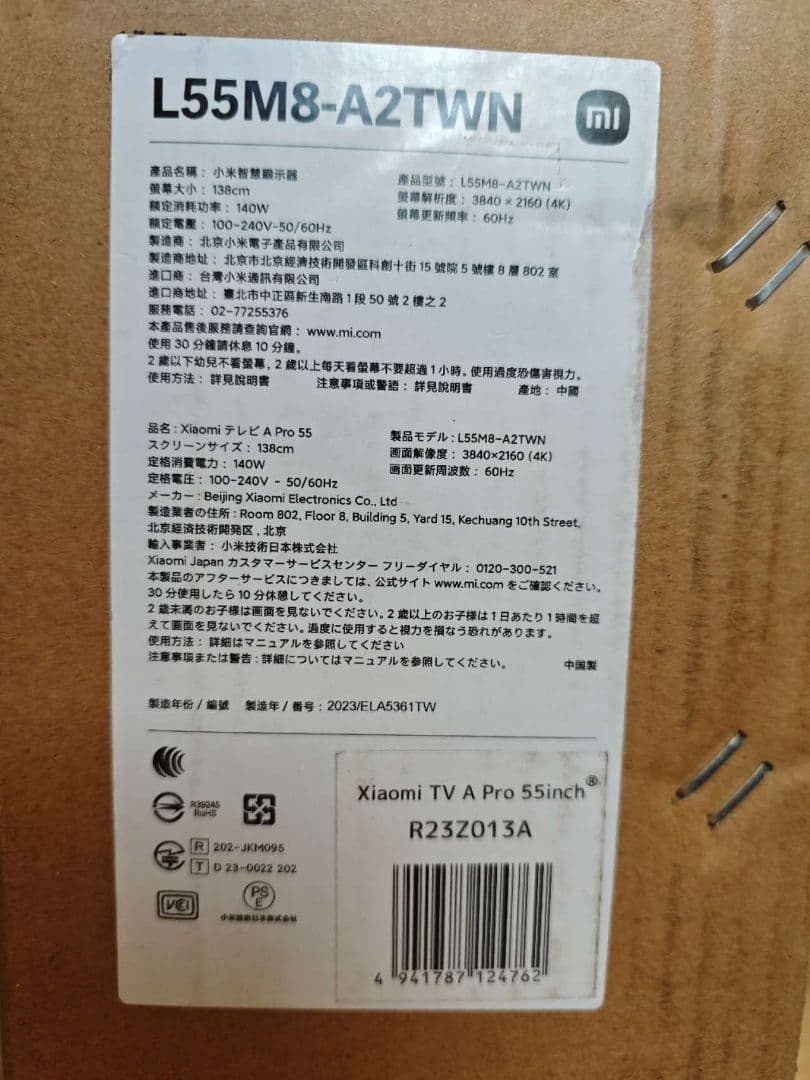 L55M8-A2TWN
mi
產品名稱：小米智慧顯示器
產品型號：L55M8-A2TWN
螢幕大小：138cm
螢幕解析度：3840 × 2160 (4K)
額定消耗功率：140W
螢幕更新頻率：60Hz
額定電壓：100-240V-50/60Hz
製造商：北京小米電子產品有限公司
製造商地址：北京市北京經濟技術開發區科創十街 15 號院 5 號樓 8 層 802 室
進口商：台灣小米通訊有限公司
進口商地址：臺北市中正區新生南路 1 段 50 號 2 樓之 2
服務電話：02-77255376
本產品售後服務請查詢官網：www.mi.com
使用 30 分鐘請休息 10 分鐘。
2 歲以下幼兒不看螢幕，2 歲以上每天看螢幕不要超過 1 小時。使用過度恐傷害視力。
使用方法：詳見說明書 注意事項或警語：詳見說明書 產地：中國
品名：Xiaomi テレビ A Pro 55
製品モデル：L55M8-A2TWN
スクリーンサイズ：138cm
画面解像度：3840×2160 (4K)
定格消費電力：140W
画面更新周波数：60Hz
定格電圧：100-240V - 50/60Hz
メーカー：Beijing Xiaomi Electronics Co., Ltd
製造業者の住所：Room 802, Floor 8, Building 5, Yard 15, Kechuang 10th Street,
北京経済技術開発区，北京
輸入事業者：小米技術日本株式会社
Xiaomi Japan カスタマーサービスセンター フリーダイヤル：0120-300-521
本製品のアフターサービスにつきましては、公式サイト www.mi.com をご確認ください。
30 分使用したら 10 分休憩してください。
2 歳未満のお子様は画面を見ないでください。2 歳以上のお子様は 1 日あたり 1 時間を超
えて画面を見ないでください。過度に使用すると視力を損なう恐れがあります。
使用方法：詳細はマニュアルを参照してください
注意事項または警告：詳細についてはマニュアルを参照してください。 中国製
製造年份 / 編號 製造年 / 番号：2023/ELA5361TW
R39245
RoHS
R 202-JKM095
T D 23-0022 202
VCCI
PSE
小米技術日本株式会社
Xiaomi TV A Pro 55inch®
R23Z013A
4 941787 124762